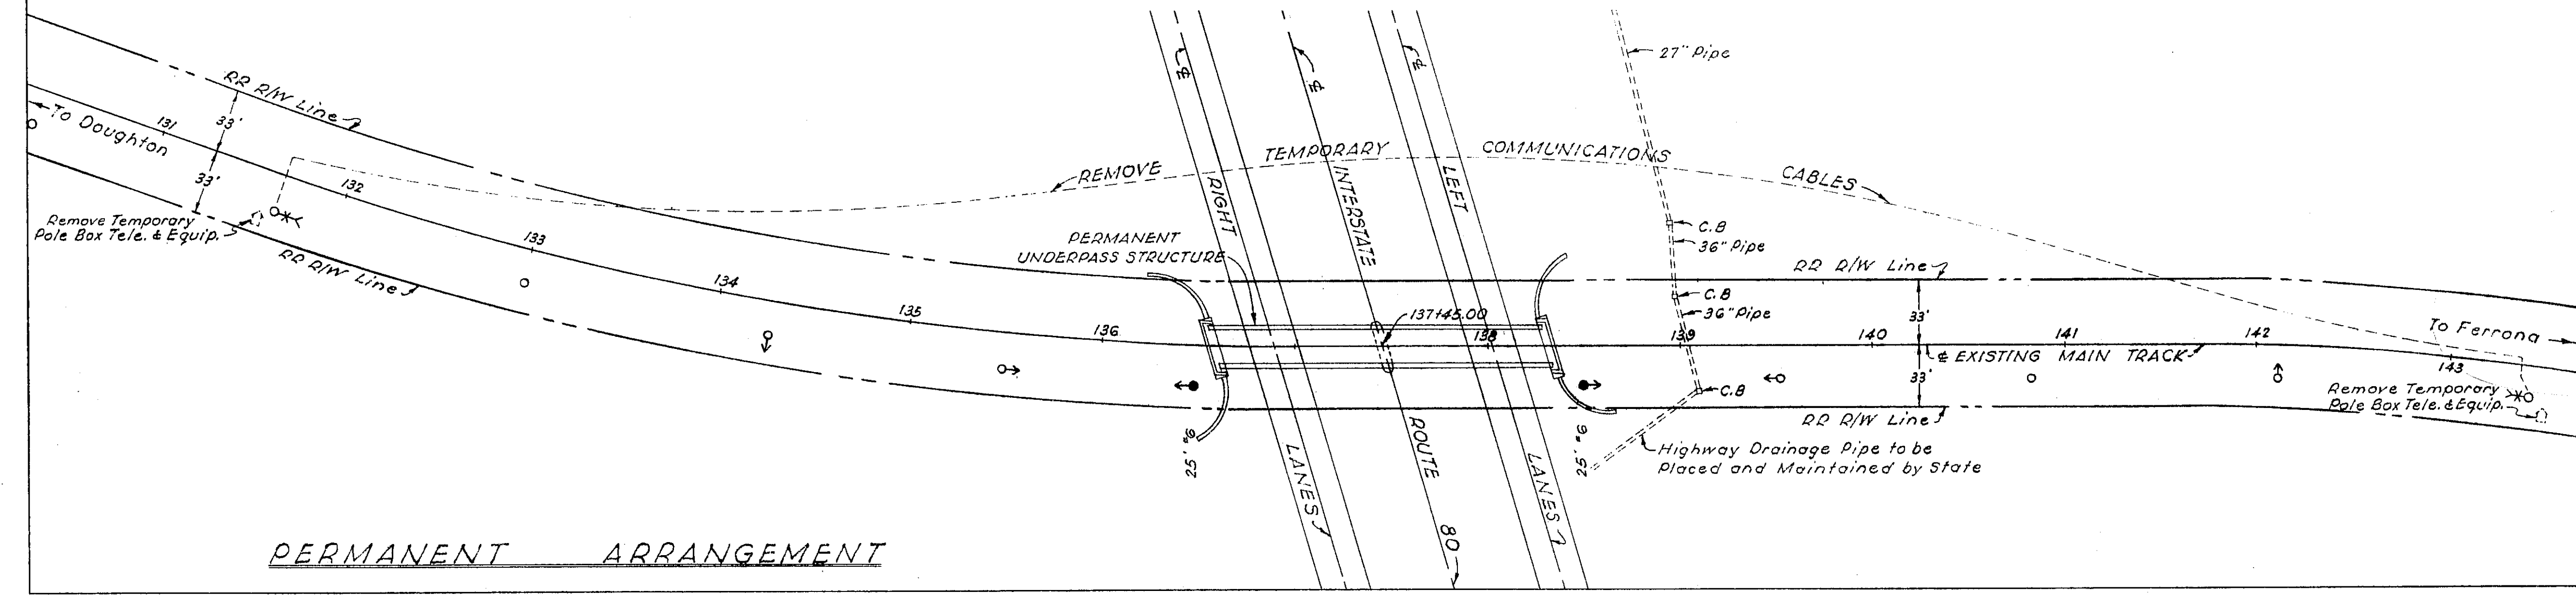 27" Pipe
RR R/W Line
To Doughton
131
33'
33'
132
REMOVE TEMPORARY COMMUNICATIONS CABLES
RIGHT
INTERSTATE
LEFT
Remove Temporary
Pole Box Tele. & Equip.
RR R/W Line
133
134
135
136
PERMANENT
UNDERPASS STRUCTURE
C.B
36" Pipe
C.B
36" Pipe
RR R/W Line
137+45.00
138
139
140
33'
33'
141
142
143
To Ferrona
℄ EXISTING MAIN TRACK
C.B
Remove Temporary
Pole Box Tele. & Equip.
RR R/W Line
LANES
ROUTE
80
LANES
Highway Drainage Pipe to be
Placed and Maintained by State
PERMANENT ARRANGEMENT